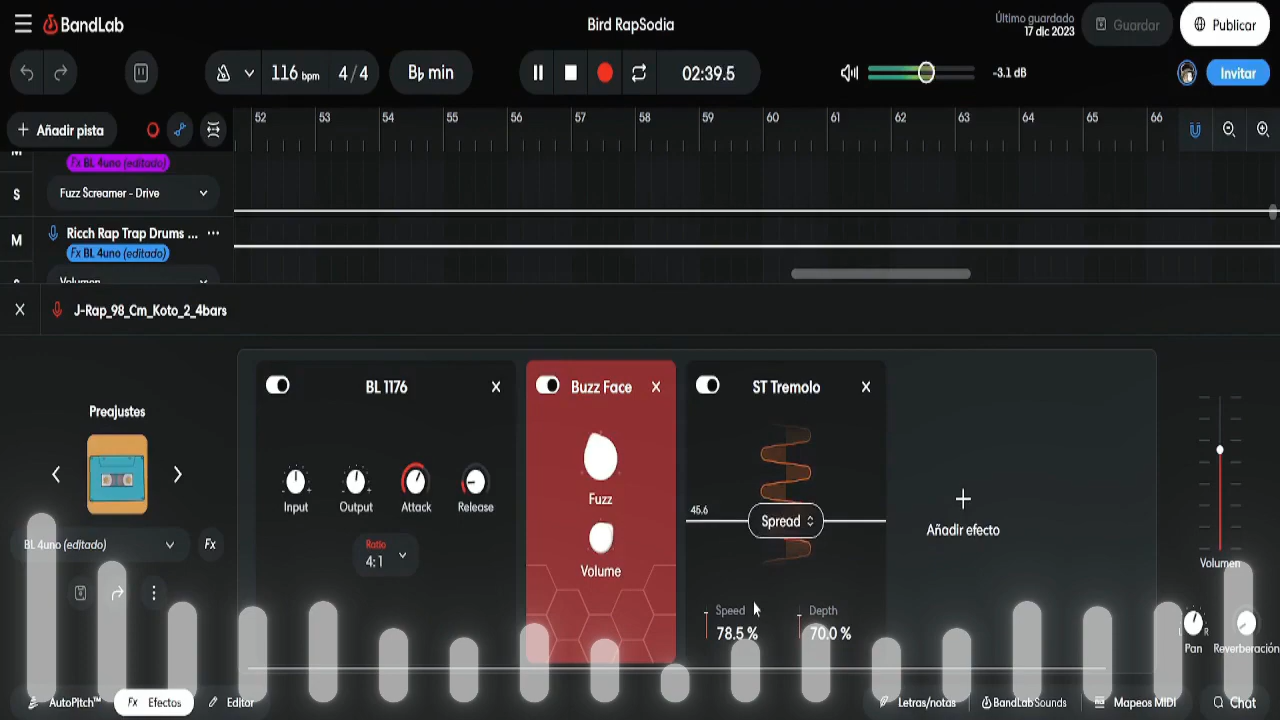 BandLab
Bird RapSodia
Último guardado
17 dic 2023
Guardar
Publicar
116 bpm
4/4
B♭ min
02:39.5
-3.1 dB
Invitar
Añadir pista
52 53 54 55 56 57 58 59 60 61 62 63 64 65 66
M
Fx BL 4uno (editado)
S
Fuzz Screamer - Drive
M
Ricch Rap Trap Drums ...
Fx BL 4uno (editado)
S
Volumen
J-Rap_98_Cm_Koto_2_4bars
Preajustes
BL 4uno (editado)
Fx
BL 1176
Input
Output
Attack
Release
Ratio
4:1
Buzz Face
Fuzz
Volume
ST Tremolo
45.6
Spread
Speed
78.5 %
Depth
70.0 %
Añadir efecto
Volumen
L
R
Pan
Reverberación
AutoPitch™
Fx Efectos
Editor
Letras/notas
BandLab Sounds
Mapeos MIDI
Chat